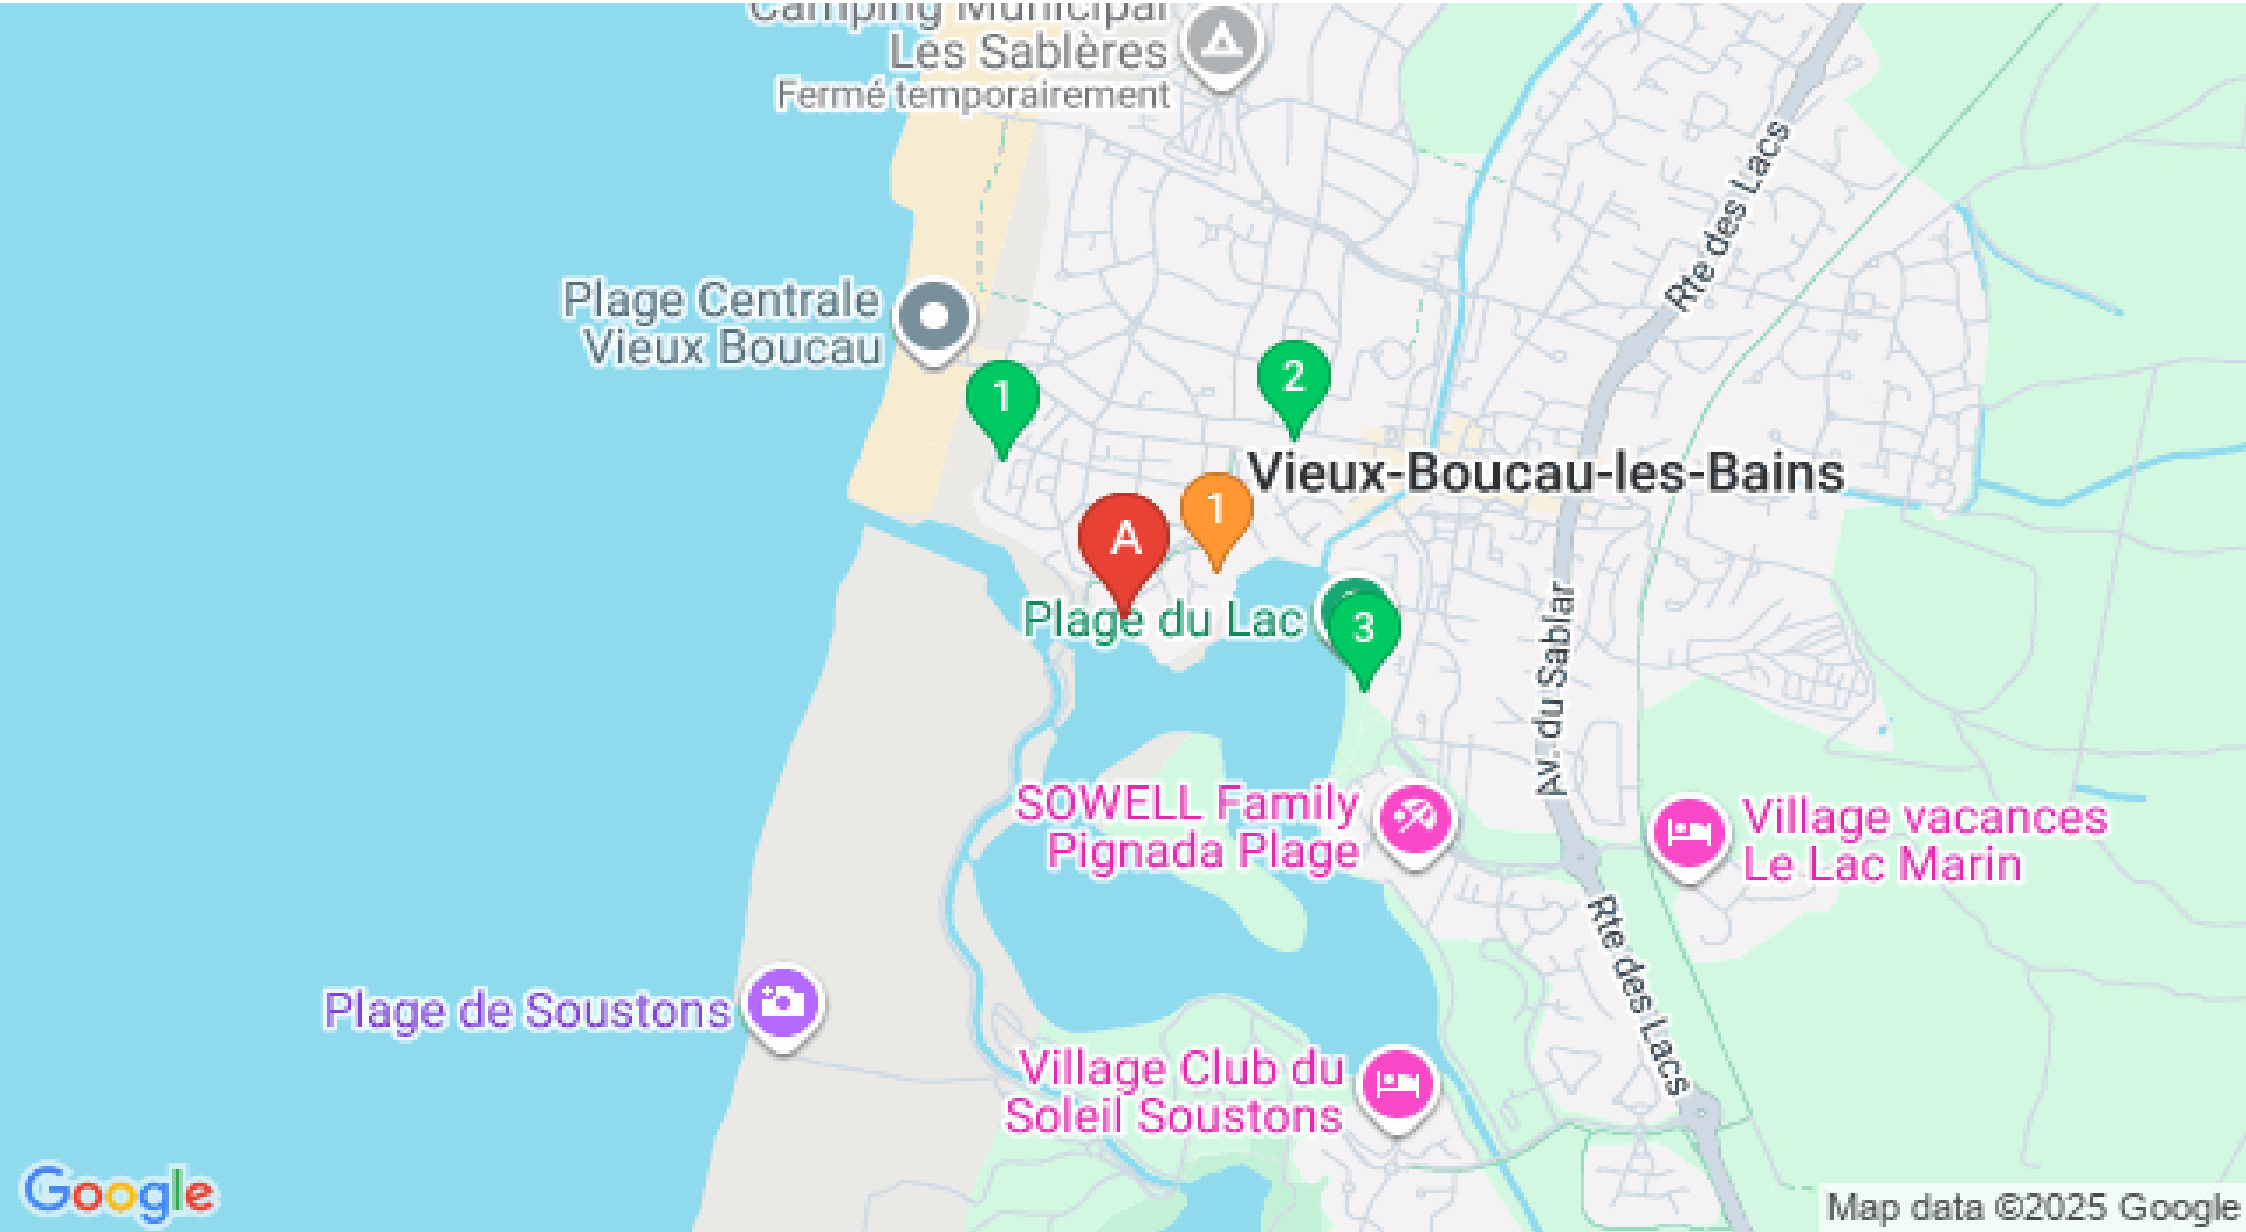 Camping Municipal
Les Sablères
Fermé temporairement
Rte des Lacs
Plage Centrale
Vieux Boucau
1
2
Vieux-Boucau-les-Bains
1
A
Plage du Lac
3
Av. du Sablar
SOWELL Family
Pignada Plage
Village vacances
Le Lac Marin
Rte des Lacs
Plage de Soustons
Village Club du
Soleil Soustons
Google
Map data ©2025 Google